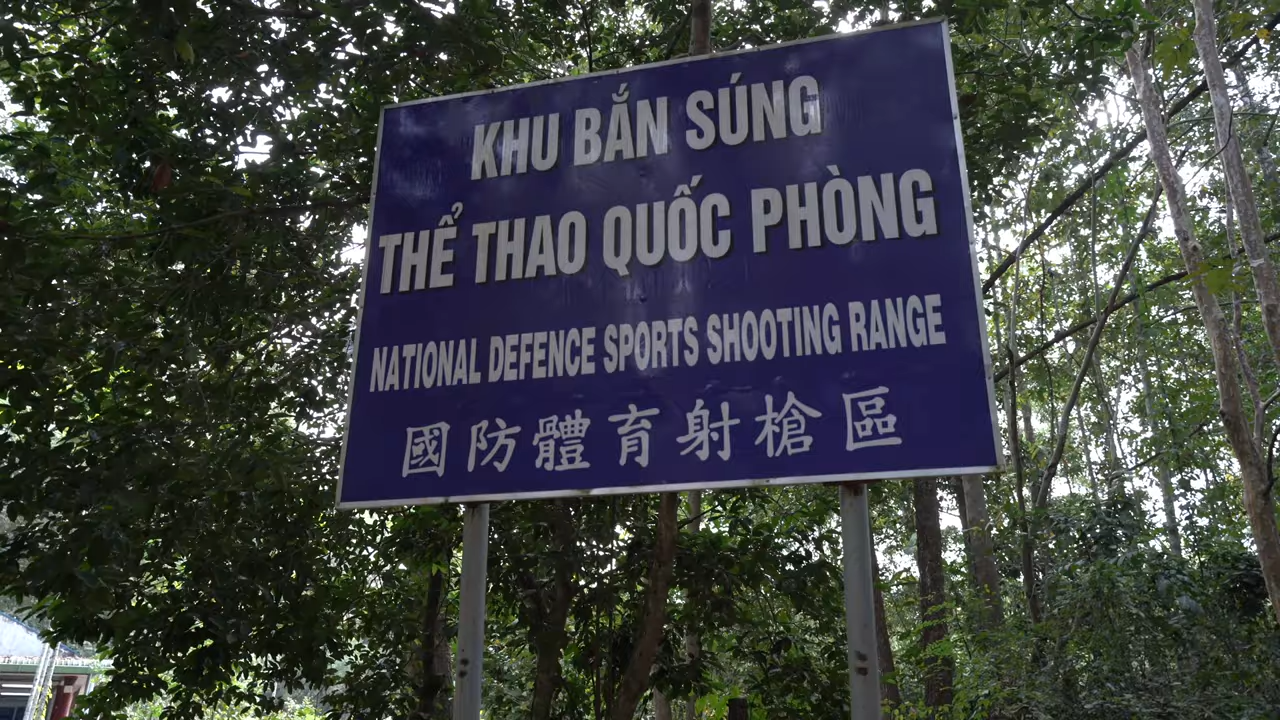 KHU BẮN SÚNG
THỂ THAO QUỐC PHÒNG
NATIONAL DEFENCE SPORTS SHOOTING RANGE
國防體育射槍區